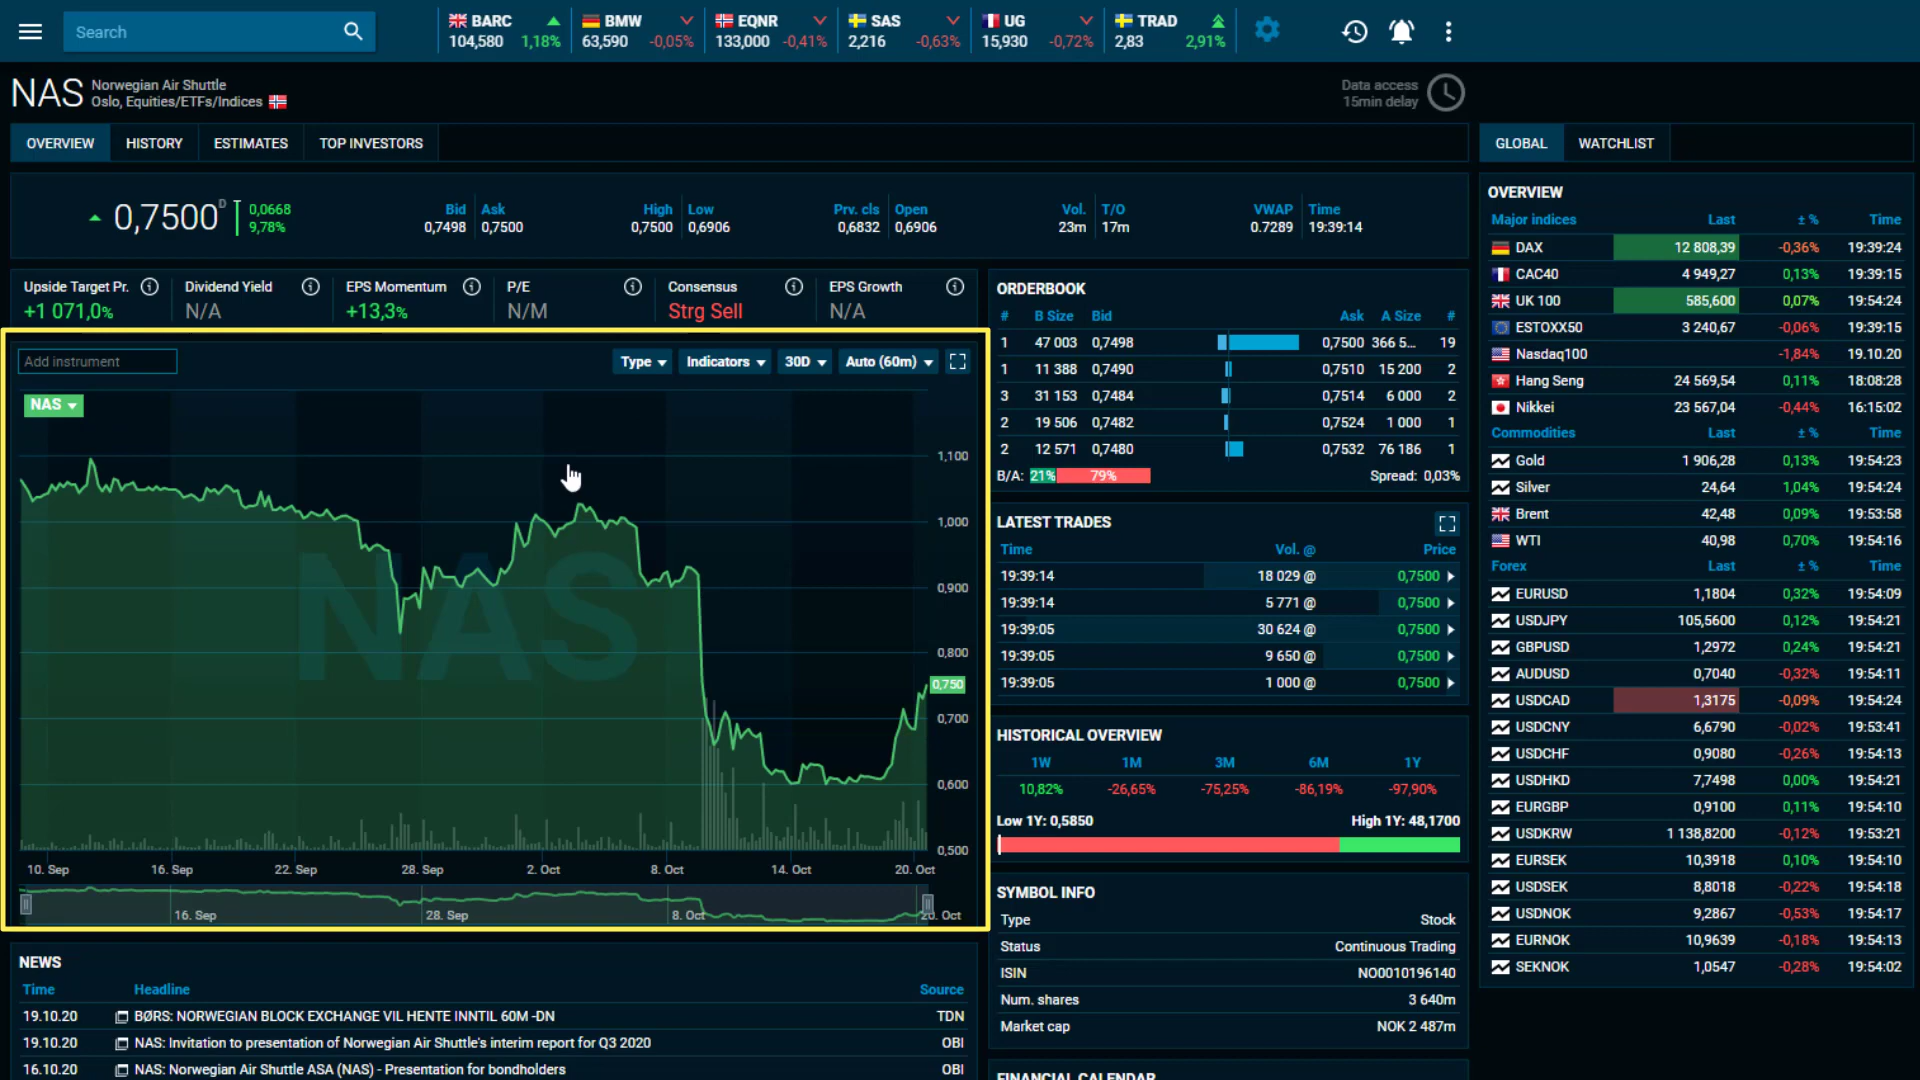 Search
BARC 104,580 1,18%
BMW 63,590 -0,05%
EQNR 133,000 -0,41%
SAS 2,216 -0,63%
UG 15,930 -0,72%
TRAD 2,83 2,91%
NAS
Norwegian Air Shuttle
Oslo, Equities/ETFs/Indices
Data access
15min delay
OVERVIEW HISTORY ESTIMATES TOP INVESTORS
GLOBAL WATCHLIST
0,7500 D
0,0668
9,78%
Bid Ask High Low Prv. cls Open Vol. T/O VWAP Time
0,7498 0,7500 0,7500 0,6906 0,6832 0,6906 23m 17m 0.7289 19:39:14
Upside Target Pr. Dividend Yield EPS Momentum P/E Consensus EPS Growth
+1 071,0% N/A +13,3% N/M Strg Sell N/A
Add instrument
Type Indicators 30D Auto (60m)
NAS
NAS
1,100
1,000
0,900
0,800
0,750
0,700
0,600
0,500
10. Sep 16. Sep 22. Sep 28. Sep 2. Oct 8. Oct 14. Oct 20. Oct
16. Sep 28. Sep 8. Oct 20. Oct
NEWS
Time Headline Source
19.10.20 BØRS: NORWEGIAN BLOCK EXCHANGE VIL HENTE INNTIL 60M -DN TDN
19.10.20 NAS: Invitation to presentation of Norwegian Air Shuttle's interim report for Q3 2020 OBI
16.10.20 NAS: Norwegian Air Shuttle ASA (NAS) - Presentation for bondholders OBI
ORDERBOOK
# B Size Bid Ask A Size #
1 47 003 0,7498 0,7500 366 5... 19
1 11 388 0,7490 0,7510 15 200 2
3 31 153 0,7484 0,7514 6 000 2
2 19 506 0,7482 0,7524 1 000 1
2 12 571 0,7480 0,7532 76 186 1
B/A: 21% 79% Spread: 0,03%
LATEST TRADES
Time Vol. @ Price
19:39:14 18 029 @ 0,7500
19:39:14 5 771 @ 0,7500
19:39:05 30 624 @ 0,7500
19:39:05 9 650 @ 0,7500
19:39:05 1 000 @ 0,7500
HISTORICAL OVERVIEW
1W 1M 3M 6M 1Y
10,82% -26,65% -75,25% -86,19% -97,90%
Low 1Y: 0,5850 High 1Y: 48,1700
SYMBOL INFO
Type Stock
Status Continuous Trading
ISIN NO0010196140
Num. shares 3 640m
Market cap NOK 2 487m
FINANCIAL CALENDAR
OVERVIEW
Major indices Last ± % Time
DAX 12 808,39 -0,36% 19:39:24
CAC40 4 949,27 0,13% 19:39:15
UK 100 585,600 0,07% 19:54:24
ESTOXX50 3 240,67 -0,06% 19:39:15
Nasdaq100 -1,84% 19.10.20
Hang Seng 24 569,54 0,11% 18:08:28
Nikkei 23 567,04 -0,44% 16:15:02
Commodities Last ± % Time
Gold 1 906,28 0,13% 19:54:23
Silver 24,64 1,04% 19:54:24
Brent 42,48 0,09% 19:53:58
WTI 40,98 0,70% 19:54:16
Forex Last ± % Time
EURUSD 1,1804 0,32% 19:54:09
USDJPY 105,5600 0,12% 19:54:21
GBPUSD 1,2972 0,24% 19:54:21
AUDUSD 0,7040 -0,32% 19:54:11
USDCAD 1,3175 -0,09% 19:54:24
USDCNY 6,6790 -0,02% 19:53:41
USDCHF 0,9080 -0,26% 19:54:13
USDHKD 7,7498 0,00% 19:54:21
EURGBP 0,9100 0,11% 19:54:10
USDKRW 1 138,8200 -0,12% 19:53:21
EURSEK 10,3918 0,10% 19:54:10
USDSEK 8,8018 -0,22% 19:54:18
USDNOK 9,2867 -0,53% 19:54:17
EURNOK 10,9639 -0,18% 19:54:13
SEKNOK 1,0547 -0,28% 19:54:02